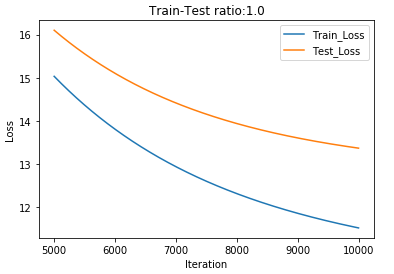 Train-Test ratio:1.0
16
15
14
13
12
Loss
Train_Loss
Test_Loss
5000 6000 7000 8000 9000 10000
Iteration